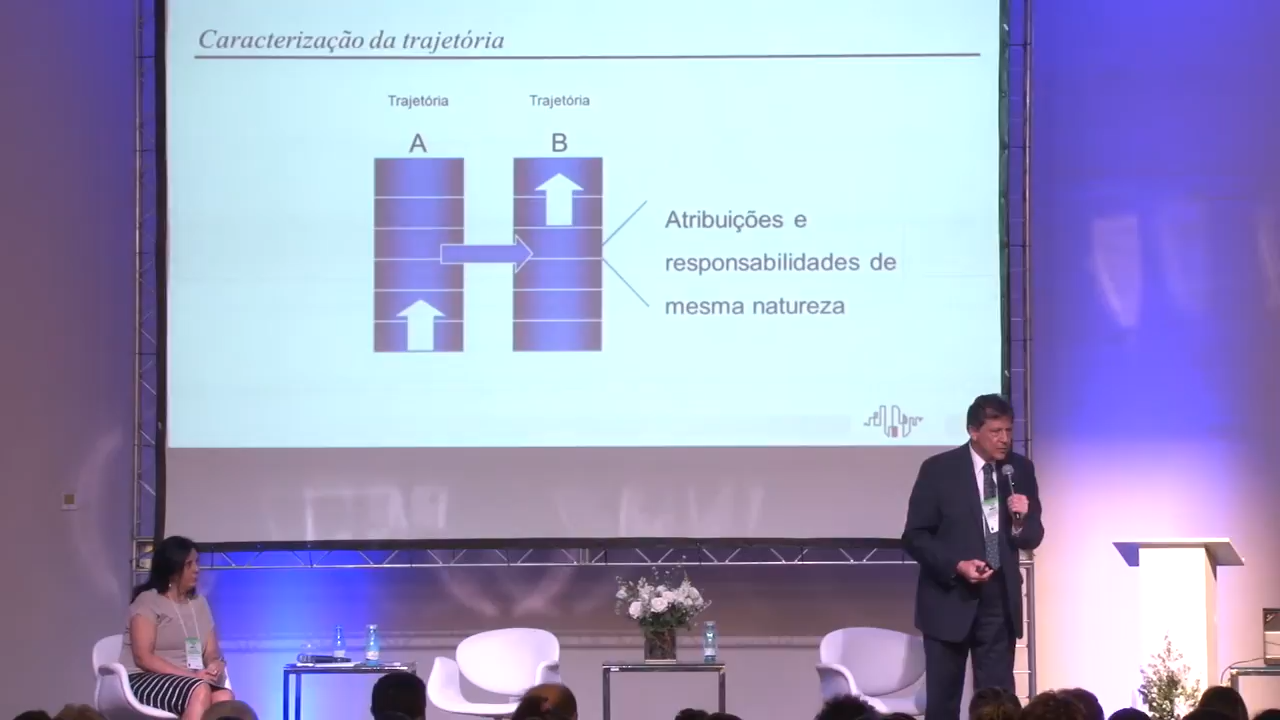 Caracterização da trajetória
Trajetória
Trajetória
A
B
Atribuições e
responsabilidades de
mesma natureza